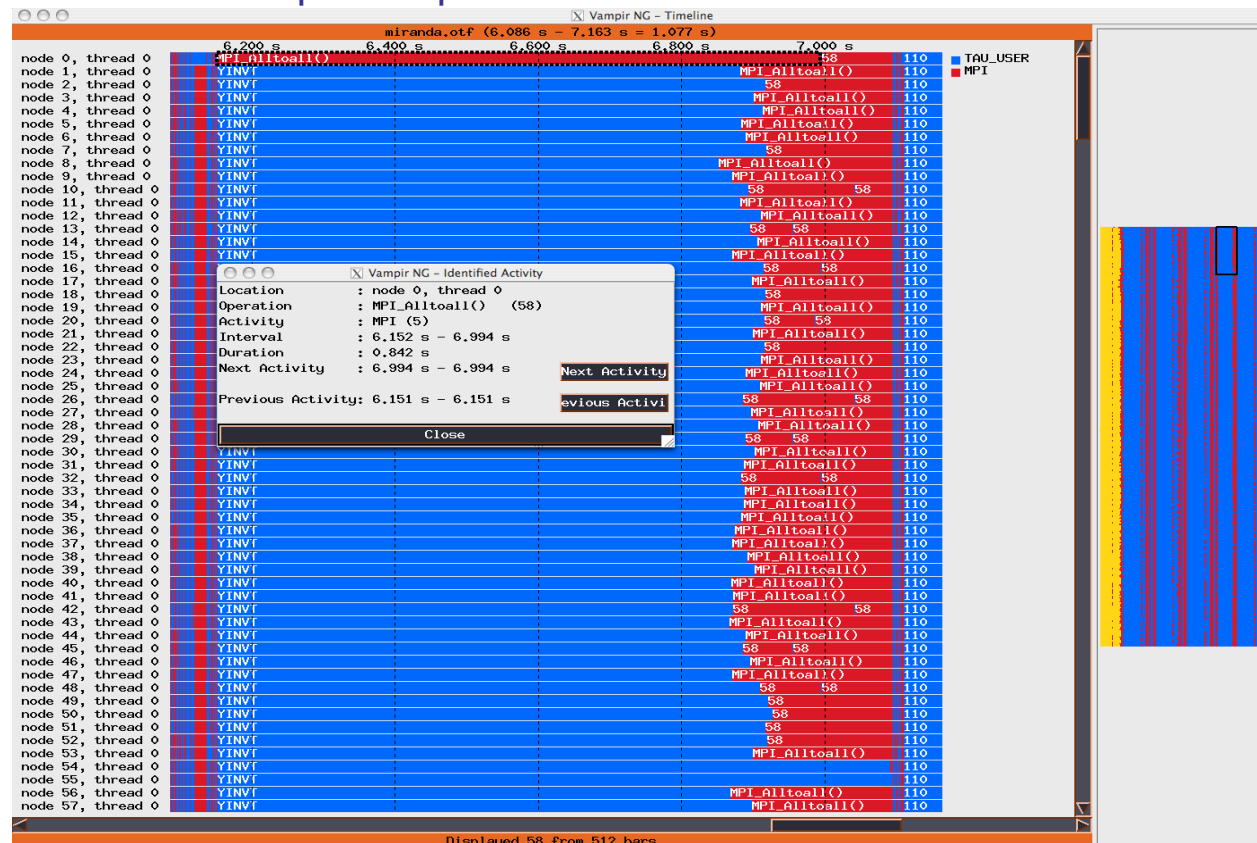 Vampir NG - Timeline
miranda.otf (6.086 s - 7.163 s = 1.077 s)
6.200 s 6.400 s 6.600 s 6.800 s 7.000 s
node 0, thread 0 MPI_Alltoall() 58 110 TAU_USER
node 1, thread 0 YINVT MPI_Alltoall() 110 MPI
node 2, thread 0 YINVT 58 110
node 3, thread 0 YINVT MPI_Alltoall() 110
node 4, thread 0 YINVT MPI_Alltoall() 110
node 5, thread 0 YINVT MPI_Alltoall() 110
node 6, thread 0 YINVT MPI_Alltoall() 110
node 7, thread 0 YINVT 58 110
node 8, thread 0 YINVT MPI_Alltoall() 110
node 9, thread 0 YINVT MPI_Alltoall() 110
node 10, thread 0 YINVT 58 58 110
node 11, thread 0 YINVT MPI_Alltoall() 110
node 12, thread 0 YINVT MPI_Alltoall() 110
node 13, thread 0 YINVT 58 58 110
node 14, thread 0 YINVT MPI_Alltoall() 110
node 15, thread 0 YINVT MPI_Alltoall() 110
node 16, thread 0 58 58 110
node 17, thread 0 MPI_Alltoall() 110
node 18, thread 0 58 110
node 19, thread 0 MPI_Alltoall() 110
node 20, thread 0 58 58 110
node 21, thread 0 MPI_Alltoall() 110
node 22, thread 0 58 110
node 23, thread 0 MPI_Alltoall() 110
node 24, thread 0 MPI_Alltoall() 110
node 25, thread 0 MPI_Alltoall() 110
node 26, thread 0 58 58 110
node 27, thread 0 MPI_Alltoall() 110
node 28, thread 0 MPI_Alltoall() 110
node 29, thread 0 58 58 110
node 30, thread 0 YINVT MPI_Alltoall() 110
node 31, thread 0 YINVT MPI_Alltoall() 110
node 32, thread 0 YINVT 58 58 110
node 33, thread 0 YINVT MPI_Alltoall() 110
node 34, thread 0 YINVT MPI_Alltoall() 110
node 35, thread 0 YINVT MPI_Alltoall() 110
node 36, thread 0 YINVT MPI_Alltoall() 110
node 37, thread 0 YINVT MPI_Alltoall() 110
node 38, thread 0 YINVT MPI_Alltoall() 110
node 39, thread 0 YINVT MPI_Alltoall() 110
node 40, thread 0 YINVT MPI_Alltoall() 110
node 41, thread 0 YINVT MPI_Alltoall() 110
node 42, thread 0 YINVT 58 58 110
node 43, thread 0 YINVT MPI_Alltoall() 110
node 44, thread 0 YINVT MPI_Alltoall() 110
node 45, thread 0 YINVT 58 58 110
node 46, thread 0 YINVT MPI_Alltoall() 110
node 47, thread 0 YINVT MPI_Alltoall() 110
node 48, thread 0 YINVT 58 58 110
node 49, thread 0 YINVT 58 110
node 50, thread 0 YINVT 58 110
node 51, thread 0 YINVT 58 110
node 52, thread 0 YINVT 58 110
node 53, thread 0 YINVT MPI_Alltoall() 110
node 54, thread 0 YINVT 110
node 55, thread 0 YINVT 110
node 56, thread 0 YINVT MPI_Alltoall() 110
node 57, thread 0 YINVT MPI_Alltoall() 110
Vampir NG - Identified Activity
Location : node 0, thread 0
Operation : MPI_Alltoall() (58)
Activity : MPI (5)
Interval : 6.152 s - 6.994 s
Duration : 0.842 s
Next Activity : 6.994 s - 6.994 s Next Activity
Previous Activity: 6.151 s - 6.151 s evious Activi
Close
Displayed 58 from 512 bars